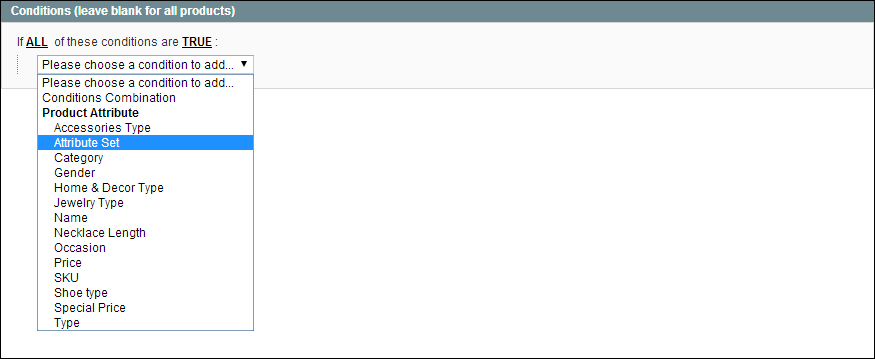 Conditions (leave blank for all products)
If ALL of these conditions are TRUE :
Please choose a condition to add...
Please choose a condition to add...
Conditions Combination
Product Attribute
Accessories Type
Attribute Set
Category
Gender
Home & Decor Type
Jewelry Type
Name
Necklace Length
Occasion
Price
SKU
Shoe type
Special Price
Type